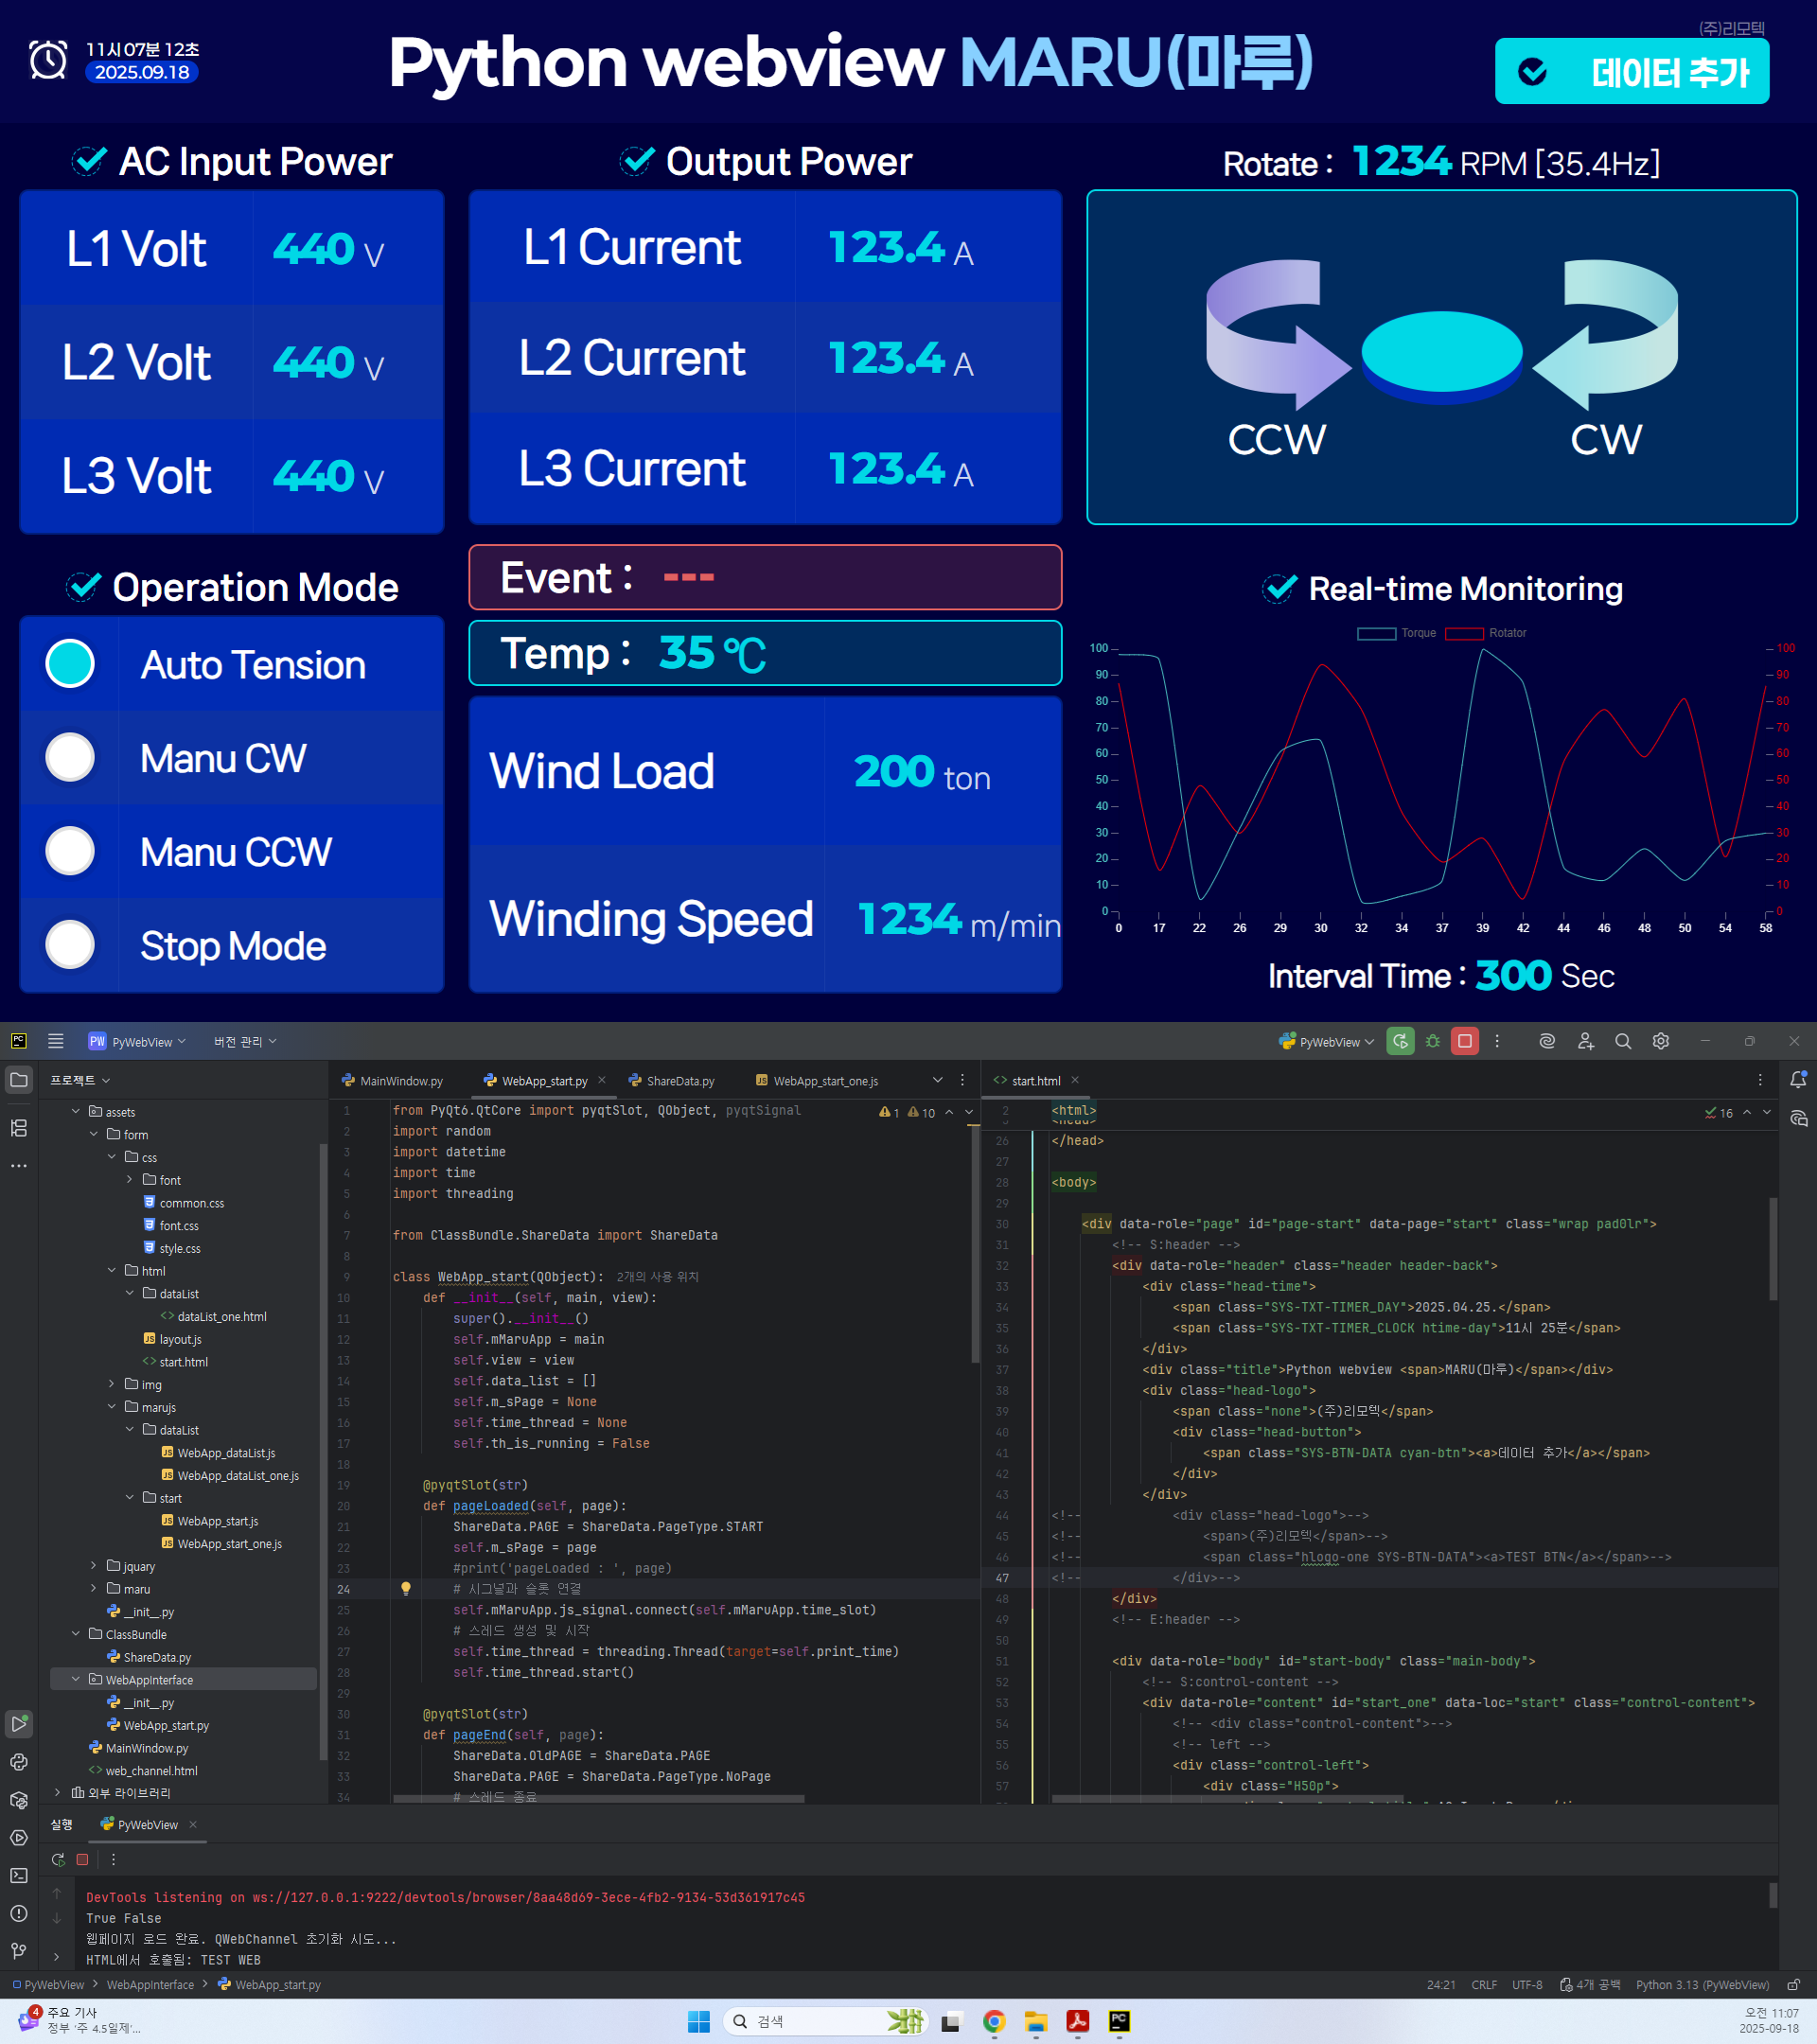 11시 07분 12초
2025.09.18
Python webview MARU(마루)
(주)리모텍
데이터 추가
AC Input Power
L1 Volt 440 V
L2 Volt 440 V
L3 Volt 440 V
Output Power
L1 Current 123.4 A
L2 Current 123.4 A
L3 Current 123.4 A
Rotate : 1234 RPM [35.4Hz]
CCW
CW
Operation Mode
Auto Tension
Manu CW
Manu CCW
Stop Mode
Event : ---
Temp : 35 ℃
Wind Load 200 ton
Winding Speed 1234 m/min
Real-time Monitoring
Torque Rotator
100 100
90 90
80 80
70 70
60 60
50 50
40 40
30 30
20 20
10 10
0 0
0 17 22 26 29 30 32 34 37 39 42 44 46 48 50 54 58
Interval Time : 300 Sec
PC PW PyWebView 버전 관리
PyWebView
프로젝트
assets
form
css
font
common.css
font.css
style.css
html
dataList
dataList_one.html
layout.js
start.html
img
marujs
dataList
WebApp_dataList.js
WebApp_dataList_one.js
start
WebApp_start.js
WebApp_start_one.js
jquary
maru
__init__.py
ClassBundle
ShareData.py
WebAppInterface
__init__.py
WebApp_start.py
MainWindow.py
web_channel.html
외부 라이브러리
MainWindow.py WebApp_start.py ShareData.py WebApp_start_one.js
1 10
1 from PyQt6.QtCore import pyqtSlot, QObject, pyqtSignal
2 import random
3 import datetime
4 import time
5 import threading
6
7 from ClassBundle.ShareData import ShareData
8
9 class WebApp_start(QObject): 2개의 사용 위치
10 def __init__(self, main, view):
11 super().__init__()
12 self.mMaruApp = main
13 self.view = view
14 self.data_list = []
15 self.m_sPage = None
16 self.time_thread = None
17 self.th_is_running = False
18
19 @pyqtSlot(str)
20 def pageLoaded(self, page):
21 ShareData.PAGE = ShareData.PageType.START
22 self.m_sPage = page
23 #print('pageLoaded : ', page)
24 # 시그널과 슬롯 연결
25 self.mMaruApp.js_signal.connect(self.mMaruApp.time_slot)
26 # 스레드 생성 및 시작
27 self.time_thread = threading.Thread(target=self.print_time)
28 self.time_thread.start()
29
30 @pyqtSlot(str)
31 def pageEnd(self, page):
32 ShareData.OldPAGE = ShareData.PAGE
33 ShareData.PAGE = ShareData.PageType.NoPage
34 # 스레드 종료
start.html
16
2 <html>
3 <head>
26 </head>
27
28 <body>
29
30 <div data-role="page" id="page-start" data-page="start" class="wrap pad0lr">
31 <!-- S:header -->
32 <div data-role="header" class="header header-back">
33 <div class="head-time">
34 <span class="SYS-TXT-TIMER_DAY">2025.04.25.</span>
35 <span class="SYS-TXT-TIMER_CLOCK htime-day">11시 25분</span>
36 </div>
37 <div class="title">Python webview <span>MARU(마루)</span></div>
38 <div class="head-logo">
39 <span class="none">(주)리모텍</span>
40 <div class="head-button">
41 <span class="SYS-BTN-DATA cyan-btn"><a>데이터 추가</a></span>
42 </div>
43 </div>
44 <!-- <div class="head-logo">-->
45 <!-- <span>(주)리모텍</span>-->
46 <!-- <span class="hlogo-one SYS-BTN-DATA"><a>TEST BTN</a></span>-->
47 <!-- </div>-->
48 </div>
49 <!-- E:header -->
50
51 <div data-role="body" id="start-body" class="main-body">
52 <!-- S:control-content -->
53 <div data-role="content" id="start_one" data-loc="start" class="control-content">
54 <!-- <div class="control-content">-->
55 <!-- left -->
56 <div class="control-left">
57 <div class="H50p">
실행 PyWebView
DevTools listening on ws://127.0.0.1:9222/devtools/browser/8aa48d69-3ece-4fb2-9134-53d361917c45
True False
웹페이지 로드 완료. QWebChannel 초기화 시도...
HTML에서 호출됨: TEST WEB
PyWebView > WebAppInterface > WebApp_start.py
24:21 CRLF UTF-8 4개 공백 Python 3.13 (PyWebView)
4 주요 기사
정부 '주 4.5일제'...
검색
PC
오전 11:07
2025-09-18